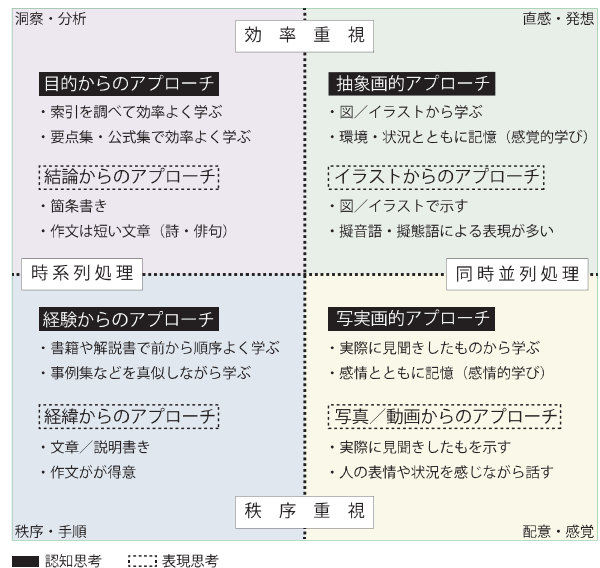 洞察・分析
直感・発想
効率重視
目的からのアプローチ
・索引を調べて効率よく学ぶ
・要点集・公式集で効率よく学ぶ
結論からのアプローチ
・箇条書き
・作文は短い文章（詩・俳句）
抽象画的アプローチ
・図／イラストから学ぶ
・環境・状況とともに記憶（感覚的学び）
イラストからのアプローチ
・図／イラストで示す
・擬音語・擬態語による表現が多い
時系列処理
同時並列処理
経験からのアプローチ
・書籍や解説書で前から順序よく学ぶ
・事例集などを真似しながら学ぶ
経緯からのアプローチ
・文章／説明書き
・作文がが得意
写実画的アプローチ
・実際に見聞きしたものから学ぶ
・感情とともに記憶（感情的学び）
写真／動画からのアプローチ
・実際に見聞きしたもを示す
・人の表情や状況を感じながら話す
秩序重視
秩序・手順
配意・感覚
認知思考
表現思考